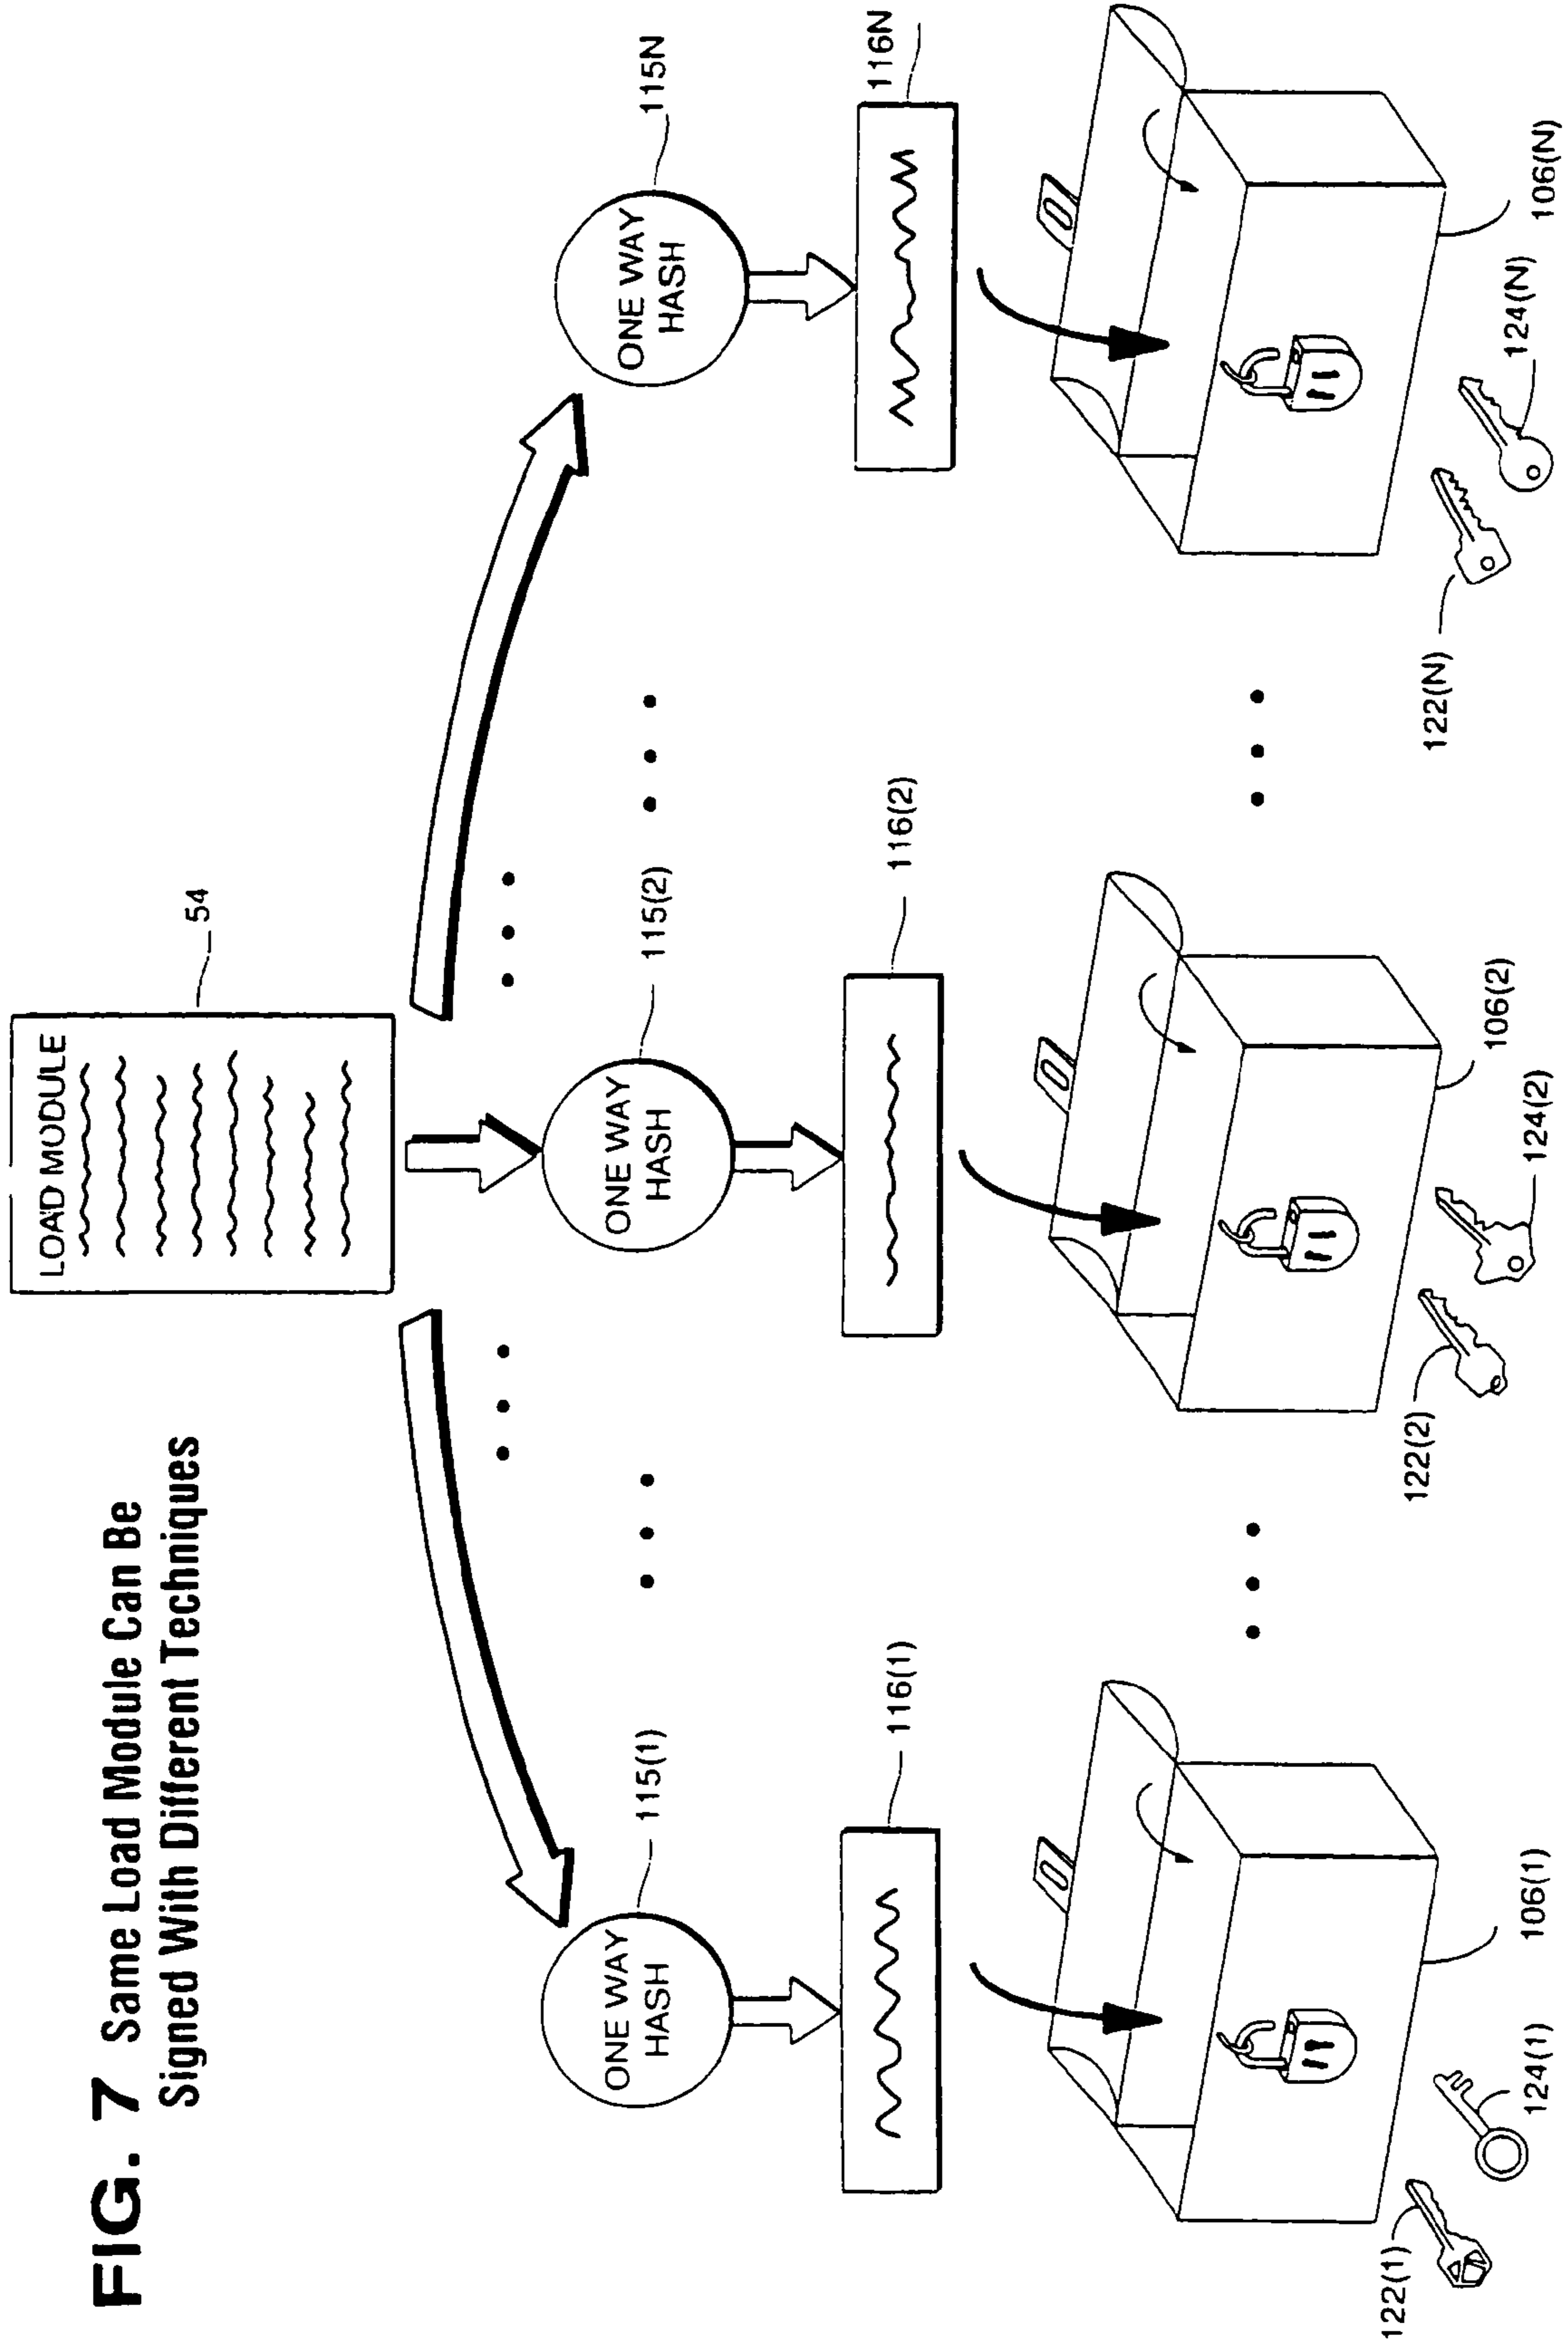 FIG. 7 Same Load Module Can Be
Signed With Different Techniques
LOAD MODULE
54
ONE WAY
HASH
115(1)
ONE WAY
HASH
115(2)
ONE WAY
HASH
115N
116(1)
116(2)
116N
106(1)
122(1)
124(1)
106(2)
122(2)
124(2)
106(N)
122(N)
124(N)